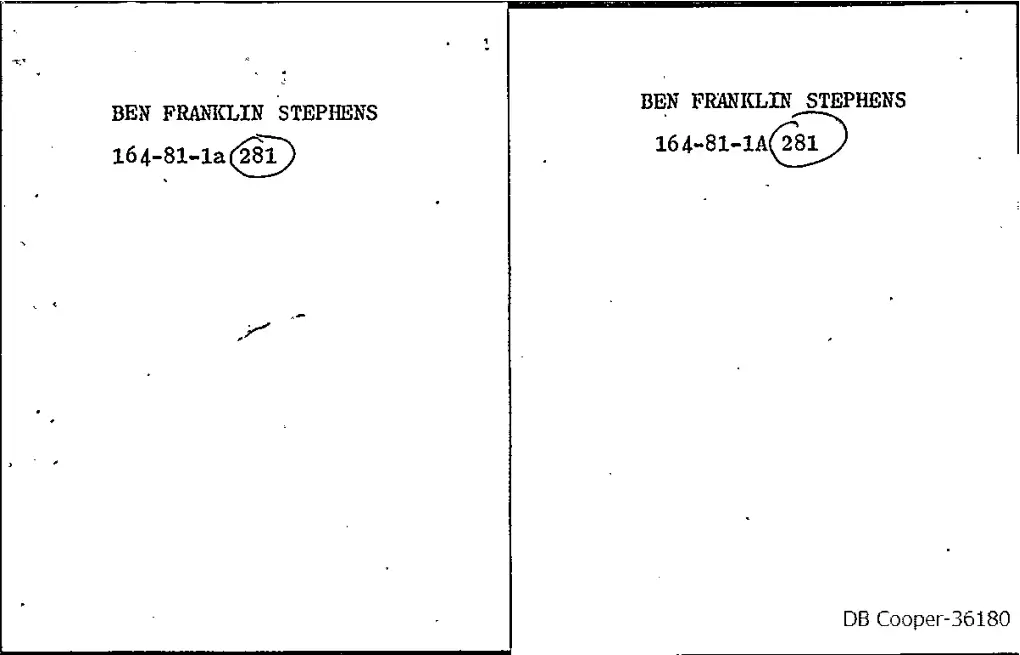 BEN FRANKLIN STEPHENS
164-81-1a 281
BEN FRANKLIN STEPHENS
164-81-1A 281
DB Cooper-36180